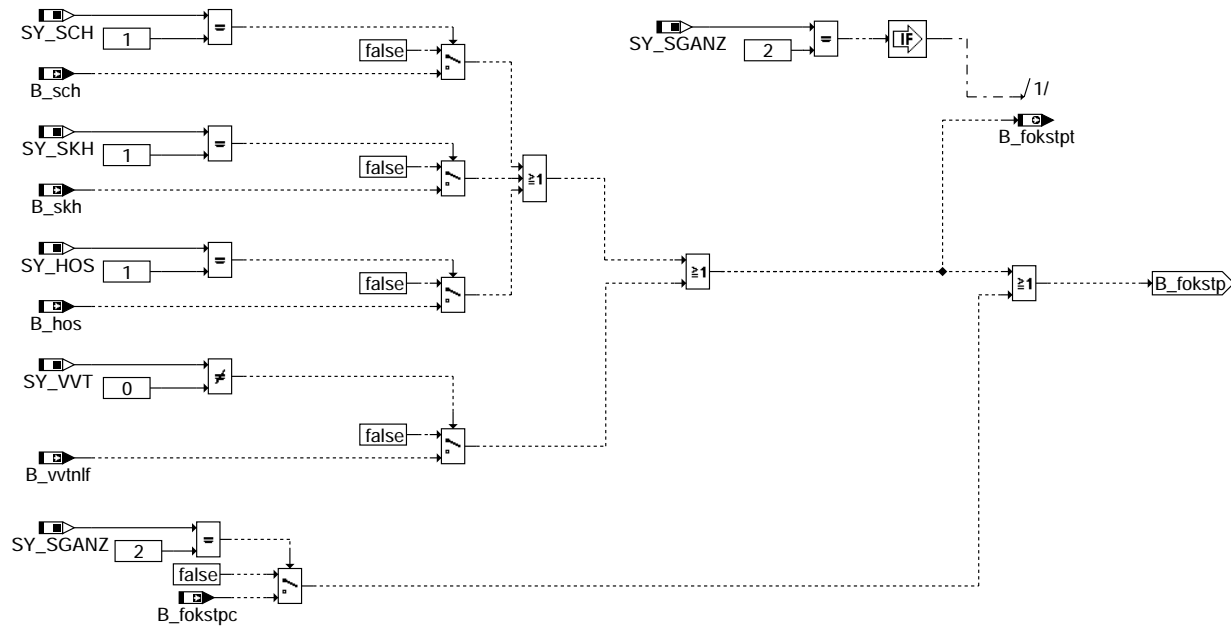 SY_SCH
1
=
false
B_sch
SY_SGANZ
2
=
IF
/1/
B_fokstpt
SY_SKH
1
=
false
B_skh
≧1
SY_HOS
1
=
false
B_hos
≧1
≧1
B_fokstp
SY_VVT
0
≠
false
B_vvtnlf
SY_SGANZ
2
=
false
B_fokstpc